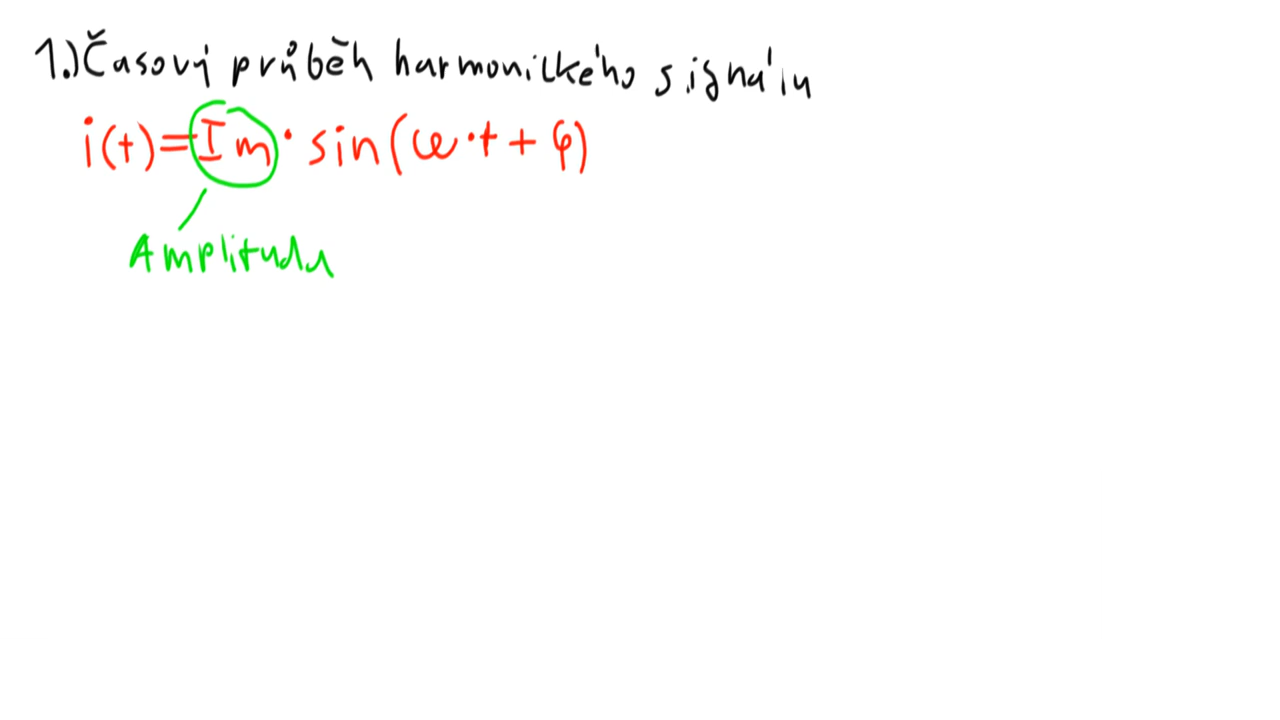 1.) Časový průběh harmonického signálu
i(t)=Im·sin(ω·t+φ)
Amplituda